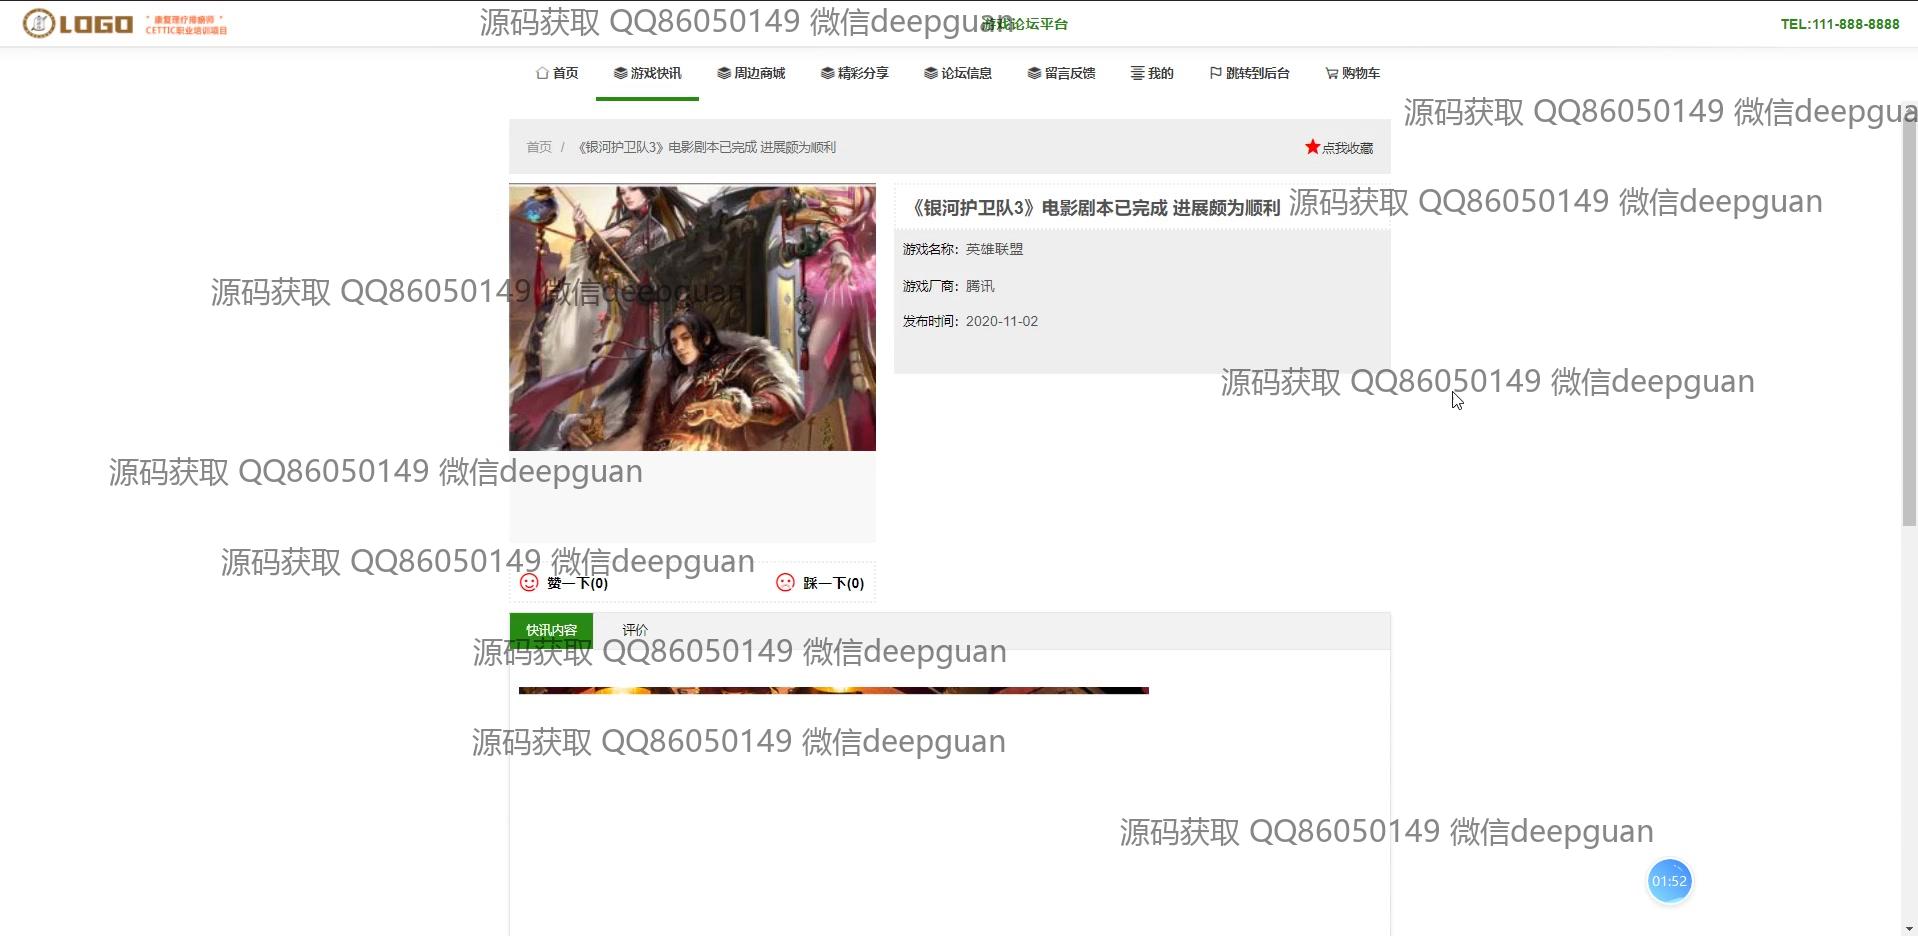 LOGO
康复理疗排痨师
CETTIC职业培训项目
源码获取 QQ86050149 微信deepguan
游戏论坛平台
TEL:111-888-8888
首页 游戏快讯 周边商城 精彩分享 论坛信息 留言反馈 我的 跳转到后台 购物车
源码获取 QQ86050149 微信deepgua
首页 / 《银河护卫队3》电影剧本已完成 进展颇为顺利
点我收藏
《银河护卫队3》电影剧本已完成 进展颇为顺利
源码获取 QQ86050149 微信deepguan
游戏名称： 英雄联盟
游戏厂商： 腾讯
源码获取 QQ86050149 微信deepguan
发布时间： 2020-11-02
源码获取 QQ86050149 微信deepguan
源码获取 QQ86050149 微信deepguan
源码获取 QQ86050149 微信deepguan
赞一下(0)
踩一下(0)
快讯内容 评价
源码获取 QQ86050149 微信deepguan
源码获取 QQ86050149 微信deepguan
源码获取 QQ86050149 微信deepguan
01:52